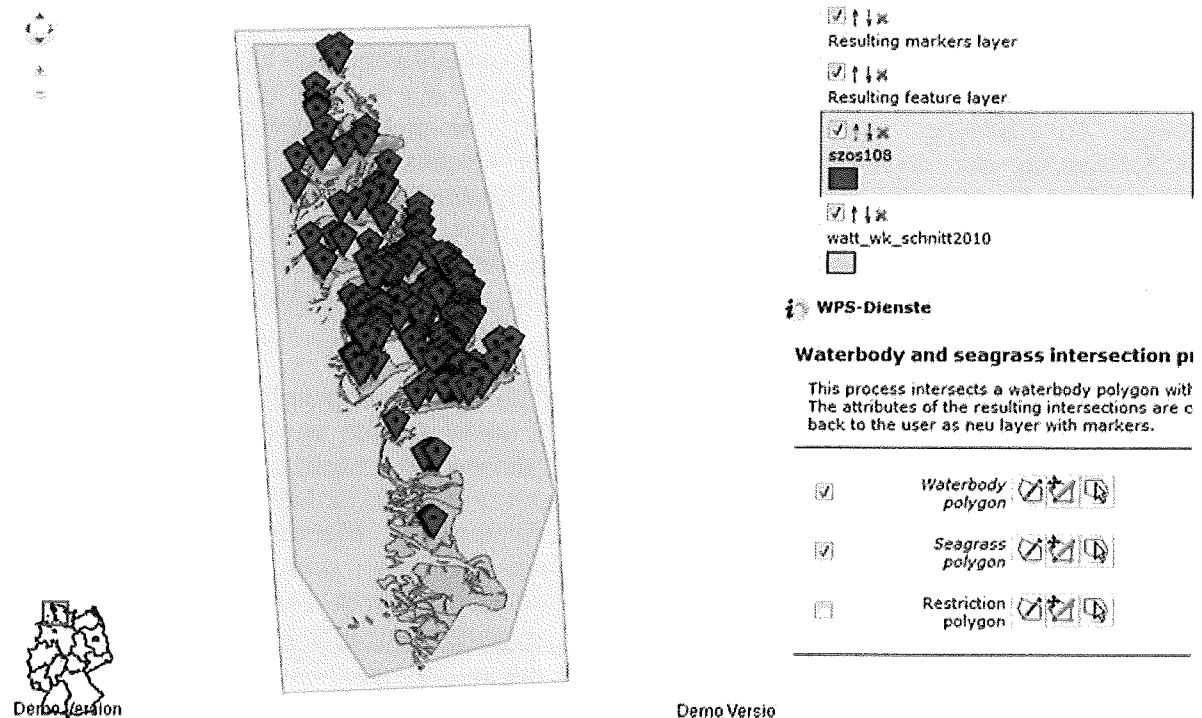 Resulting markers layer
Resulting feature layer
szos108
watt_wk_schnitt2010
WPS-Dienste
Waterbody and seagrass intersection
This process intersects a waterbody polygon with
The attributes of the resulting intersections are
back to the user as neu layer with markers.
Waterbody
polygon
Seagrass
polygon
Restriction
polygon
Demo Version
Demo Versio